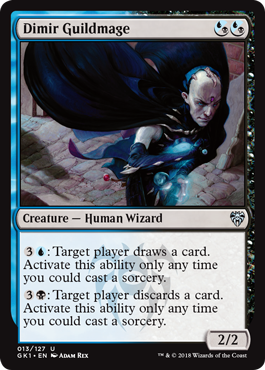 Dimir Guildmage
Creature — Human Wizard
3 : Target player draws a card.
Activate this ability only any time
you could cast a sorcery.
3 : Target player discards a card.
Activate this ability only any time
you could cast a sorcery.
2/2
013/127 U
GK1 • EN Adam Rex
™ & © 2018 Wizards of the Coast